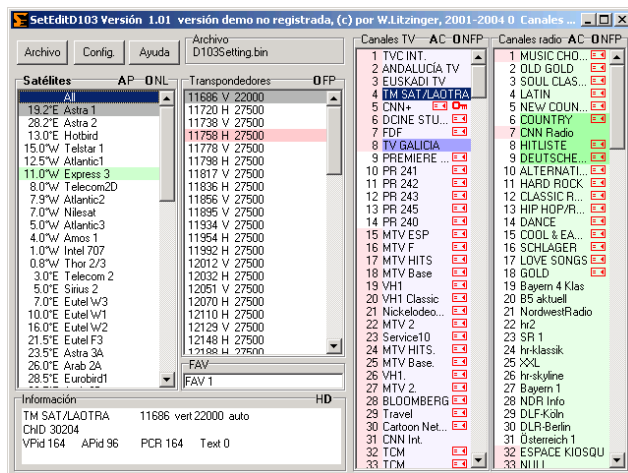 SetEditD103 Versión 1.01 versión demo no registrada, (c) por W.Litzinger, 2001-2004 0 Canales ...
Archivo
Config.
Ayuda
Archivo
D103Setting.bin
Satélites AP ONL
All
19.2°E Astra 1
28.2°E Astra 2
13.0°E Hotbird
15.0°W Telstar 1
12.5°W Atlantic1
11.0°W Express 3
8.0°W Telecom2D
7.9°W Atlantic2
7.0°W Nilesat
5.0°W Atlantic3
4.0°W Amos 1
1.0°W Intel 707
0.8°W Thor 2/3
3.0°E Telecom 2
5.0°E Sirius 2
7.0°E Eutel W3
10.0°E Eutel W1
16.0°E Eutel W2
21.5°E Eutel F3
23.5°E Astra 3A
26.0°E Arab 2A
28.5°E Eurobird1
Transpondedores OFP
11686 V 22000
11720 H 27500
11738 V 27500
11758 H 27500
11778 V 27500
11798 H 27500
11817 V 27500
11836 H 27500
11856 V 27500
11895 V 27500
11934 V 27500
11954 H 27500
11992 H 27500
12012 V 27500
12032 H 27500
12051 V 27500
12070 H 27500
12110 H 27500
12129 V 27500
12148 H 27500
12188 H 27500
FAV
FAV 1
Canales TV AC ONFP
1 TVC INT.
2 ANDALUCÍA TV
3 EUSKADI TV
4 TM SAT/LAOTRA
5 CNN+
6 DCINE STU...
7 FDF
8 TV GALICIA
9 PREMIERE ...
10 PR 241
11 PR 242
12 PR 243
13 PR 245
14 PR 240
15 MTV ESP
16 MTV F
17 MTV HITS
18 MTV Base
19 VH1
20 VH1 Classic
21 Nickelodeo...
22 MTV 2
23 Service10
24 MTV HITS.
25 MTV Base.
26 VH1.
27 MTV 2.
28 BLOOMBERG
29 Travel
30 Cartoon Net...
31 CNN Int.
32 TCM
33 TCM
Canales radio AC ONFP
1 MUSIC CHO...
2 OLD GOLD
3 SOUL CLAS...
4 LATIN
5 NEW COUN...
6 COUNTRY
7 CNN Radio
8 HITLISTE
9 DEUTSCHE...
10 ALTERNATI...
11 HARD ROCK
12 CLASSIC R...
13 HIP HOP/R...
14 DANCE
15 COOL & EA...
16 SCHLAGER
17 LOVE SONGS
18 GOLD
19 Bayern 4 Klas
20 B5 aktuell
21 NordwestRadio
22 hr2
23 SR 1
24 hr-klassik
25 XXL
26 hr-skyline
27 Bayern 1
28 NDR Info
29 DLF-Köln
30 DLR-Berlin
31 Österreich 1
32 ESPACE KIOSQU
33 NULL
Información HD
TM SAT/LAOTRA 11686 vert 22000 auto
ChID 30204
VPid 164 APid 96 PCR 164 Text 0